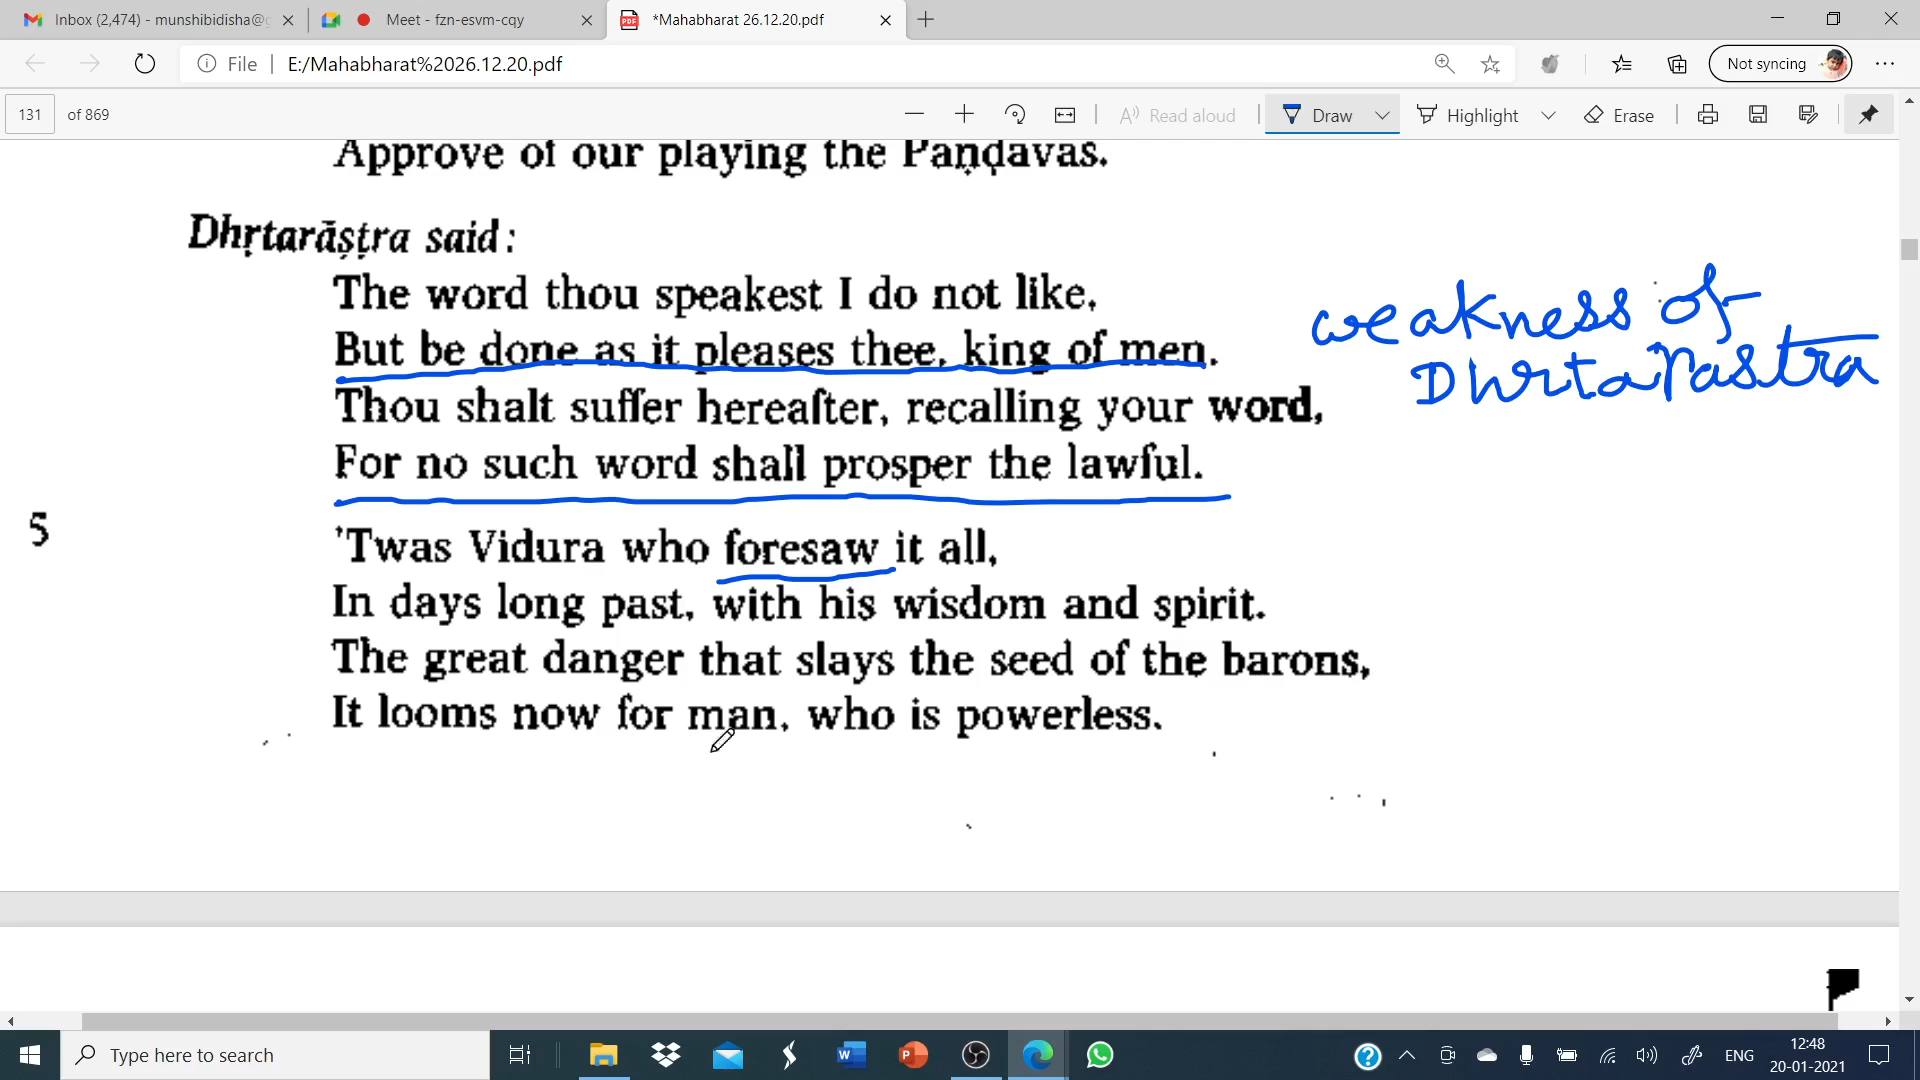 Inbox (2,474) - munshibidisha@g
Meet - fzn-esvm-cqy
*Mahabharat 26.12.20.pdf
File
E:/Mahabharat%2026.12.20.pdf
Not syncing
131
of 869
Read aloud
Draw
Highlight
Erase
Approve of our playing the Pāṇḍavas.
Dhṛtarāṣṭra said:
The word thou speakest I do not like,
But be done as it pleases thee, king of men.
Thou shalt suffer hereafter, recalling your word,
For no such word shall prosper the lawful.
weakness of
Dhrtarastra
5
'Twas Vidura who foresaw it all,
In days long past, with his wisdom and spirit.
The great danger that slays the seed of the barons,
It looms now for man, who is powerless.
Type here to search
ENG
12:48
20-01-2021